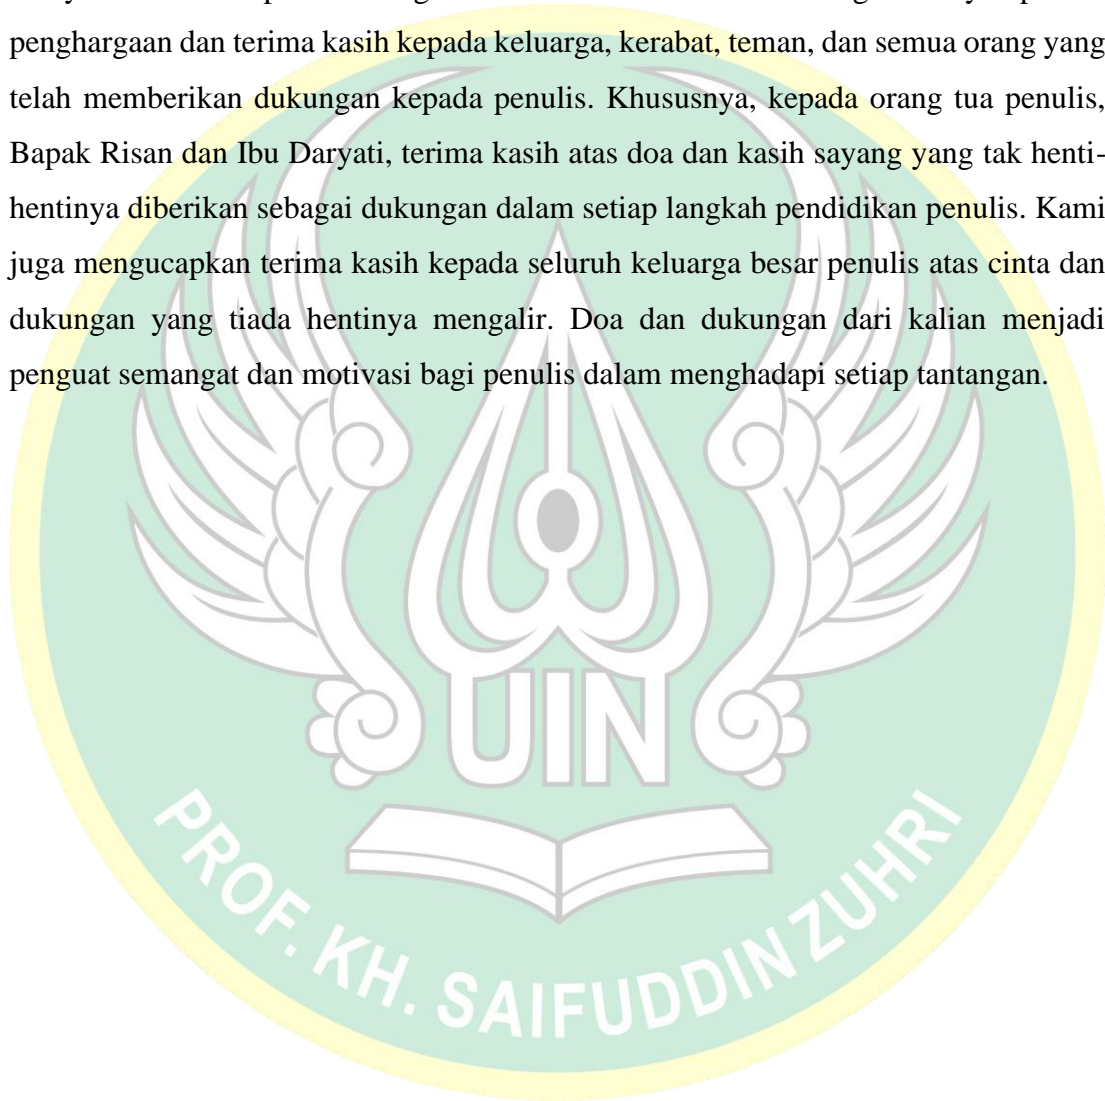 penghargaan dan terima kasih kepada keluarga, kerabat, teman, dan semua orang yang
telah memberikan dukungan kepada penulis. Khususnya, kepada orang tua penulis,
Bapak Risan dan Ibu Daryati, terima kasih atas doa dan kasih sayang yang tak henti-
hentinya diberikan sebagai dukungan dalam setiap langkah pendidikan penulis. Kami
juga mengucapkan terima kasih kepada seluruh keluarga besar penulis atas cinta dan
dukungan yang tiada hentinya mengalir. Doa dan dukungan dari kalian menjadi
penguat semangat dan motivasi bagi penulis dalam menghadapi setiap tantangan.
UIN
PROF. KH. SAIFUDDIN ZUHRI